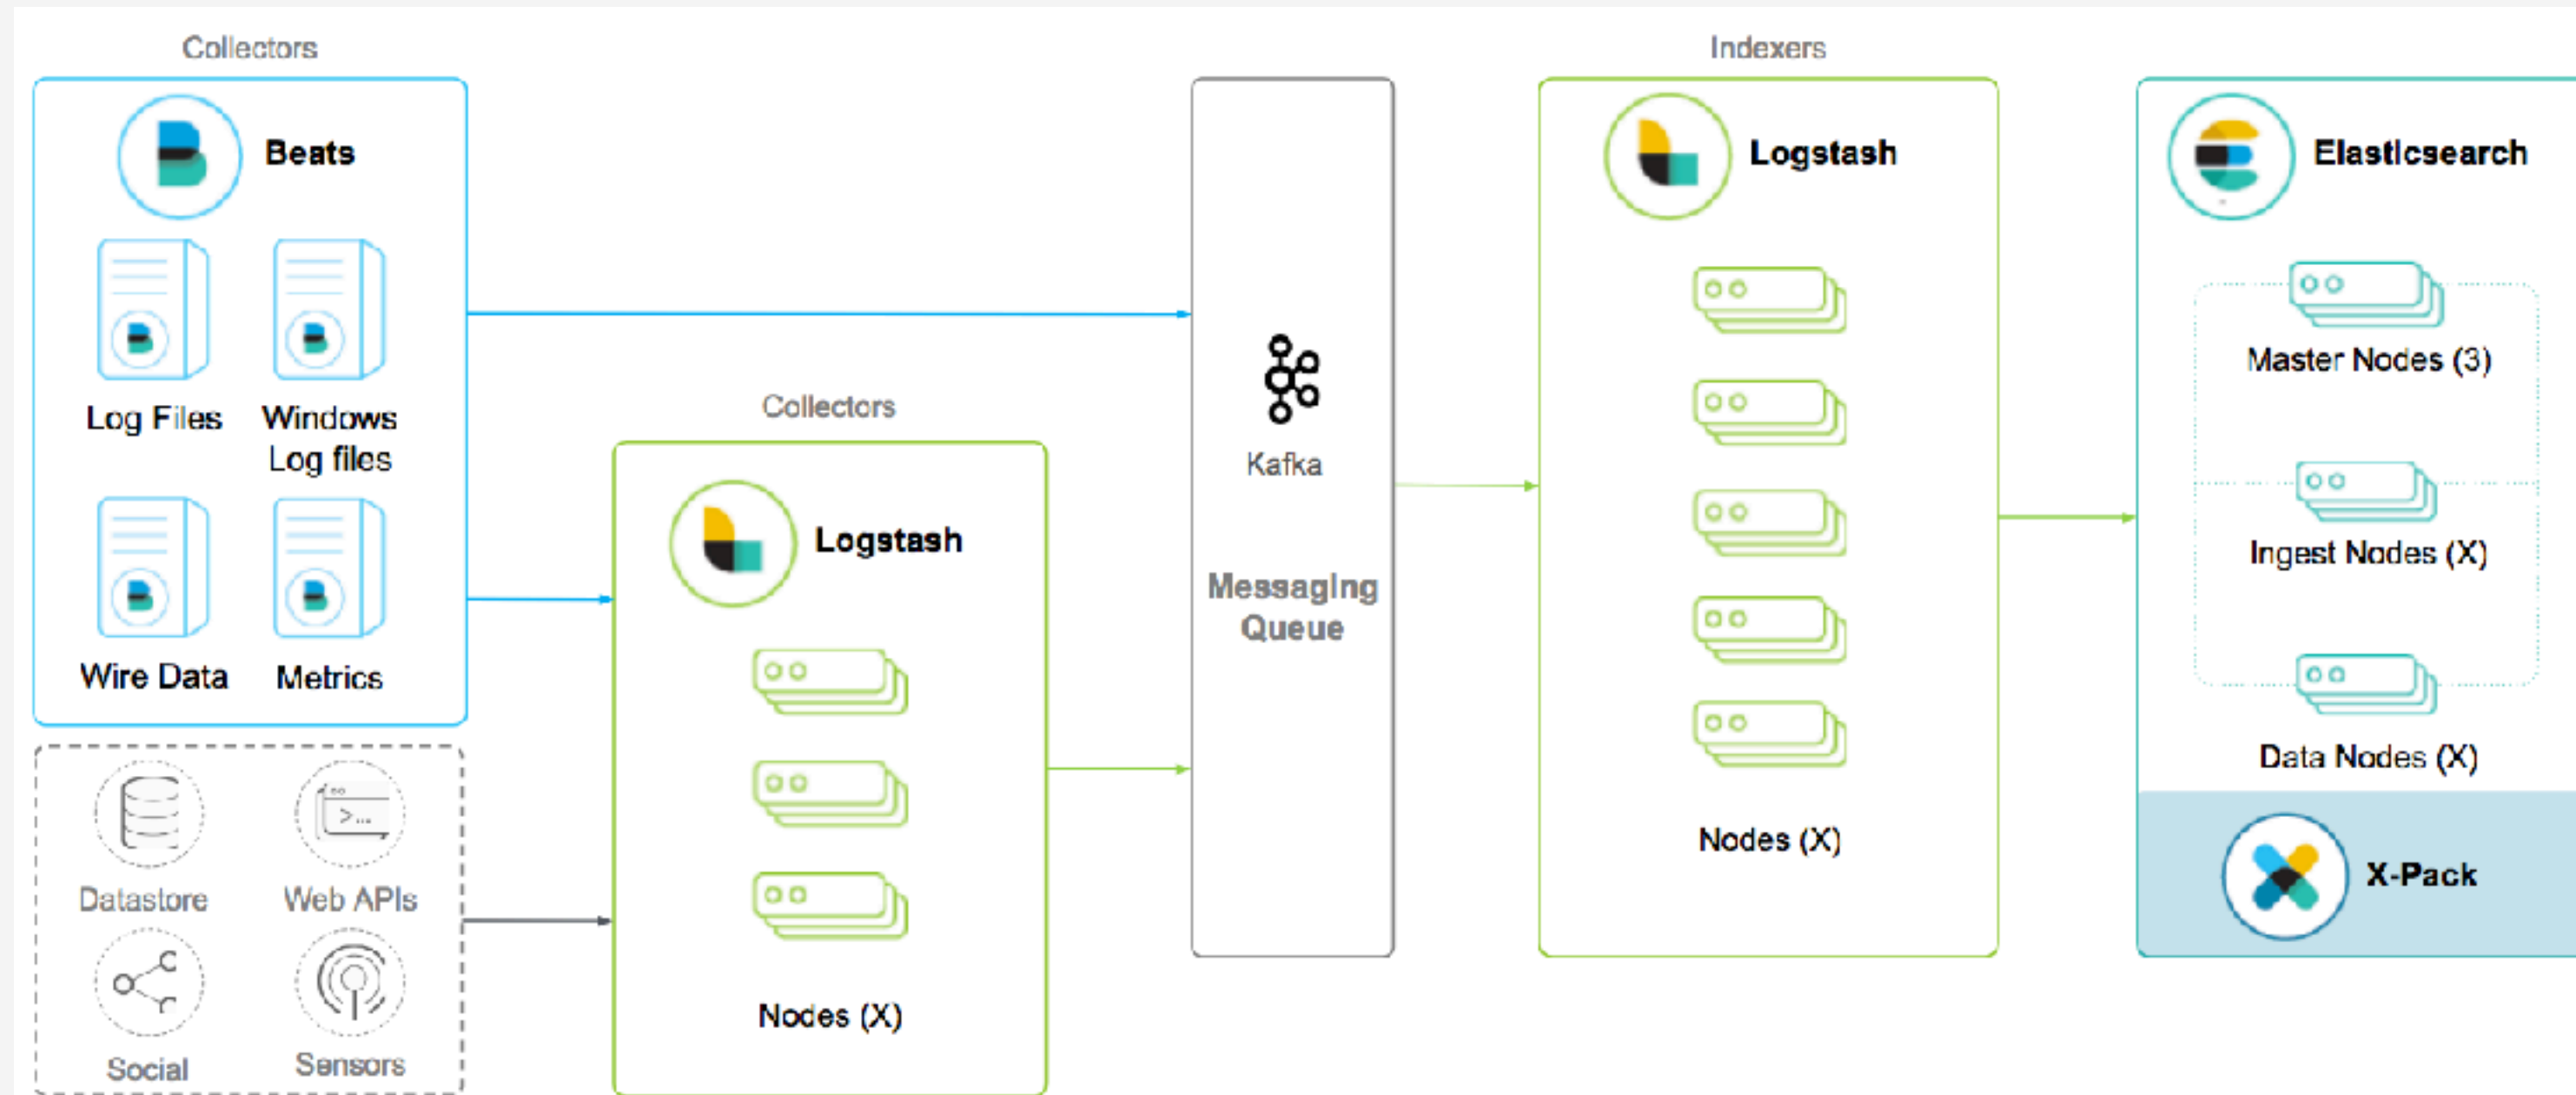 Collectors
Beats
Log Files
Windows
Log files
Wire Data
Metrics
Datastore
Web APIs
Social
Sensors
Collectors
Logstash
Nodes (X)
Kafka
Messaging
Queue
Indexers
Logstash
Nodes (X)
Elasticsearch
Master Nodes (3)
Ingest Nodes (X)
Data Nodes (X)
X-Pack